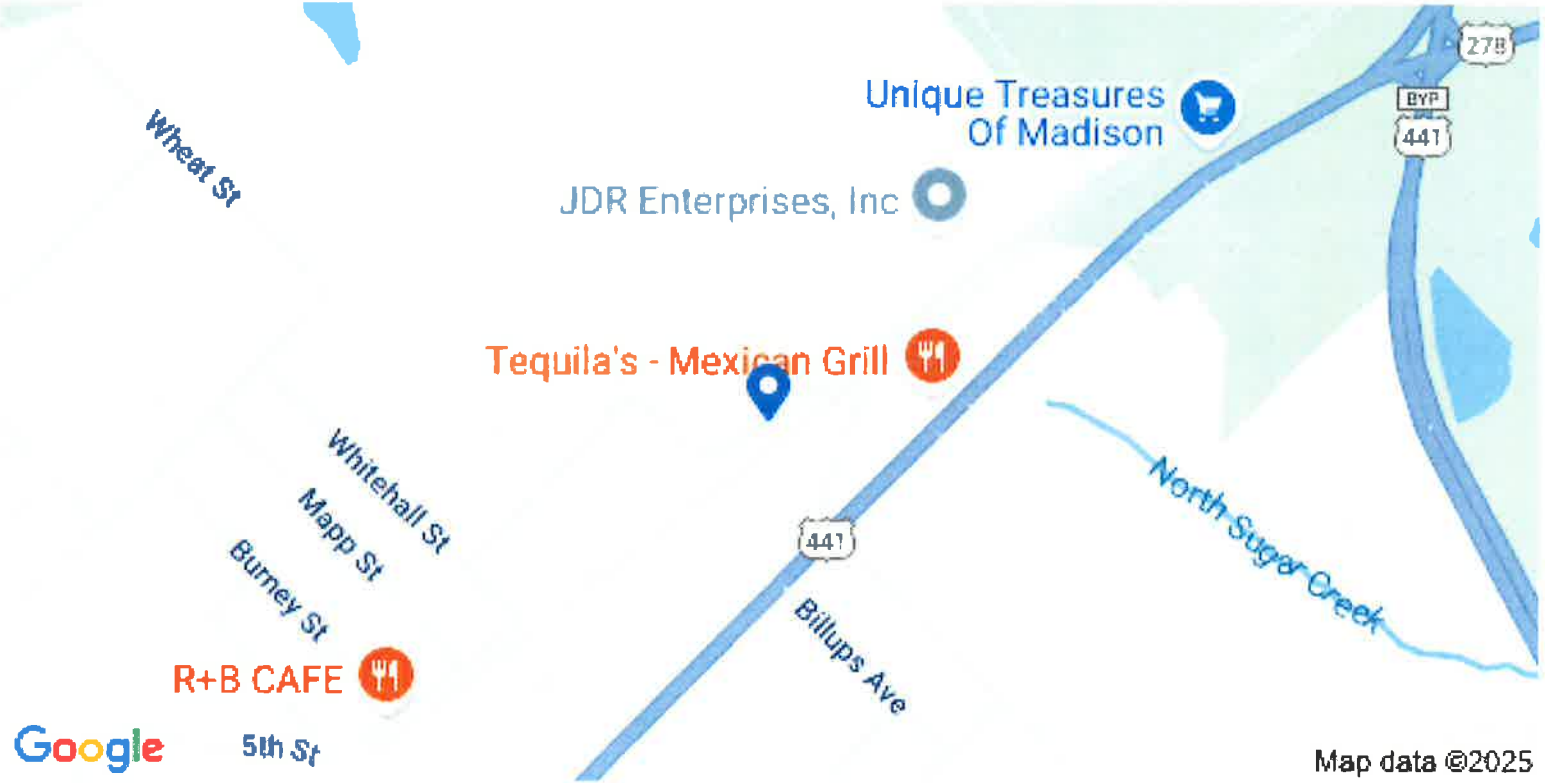 278
Unique Treasures
Of Madison
BYP
441
Wheat St
JDR Enterprises, Inc
Tequila's - Mexican Grill
Whitehall St
Mapp St
North Sugar Creek
441
Burney St
Billups Ave
R+B CAFE
Google
5th St
Map data ©2025